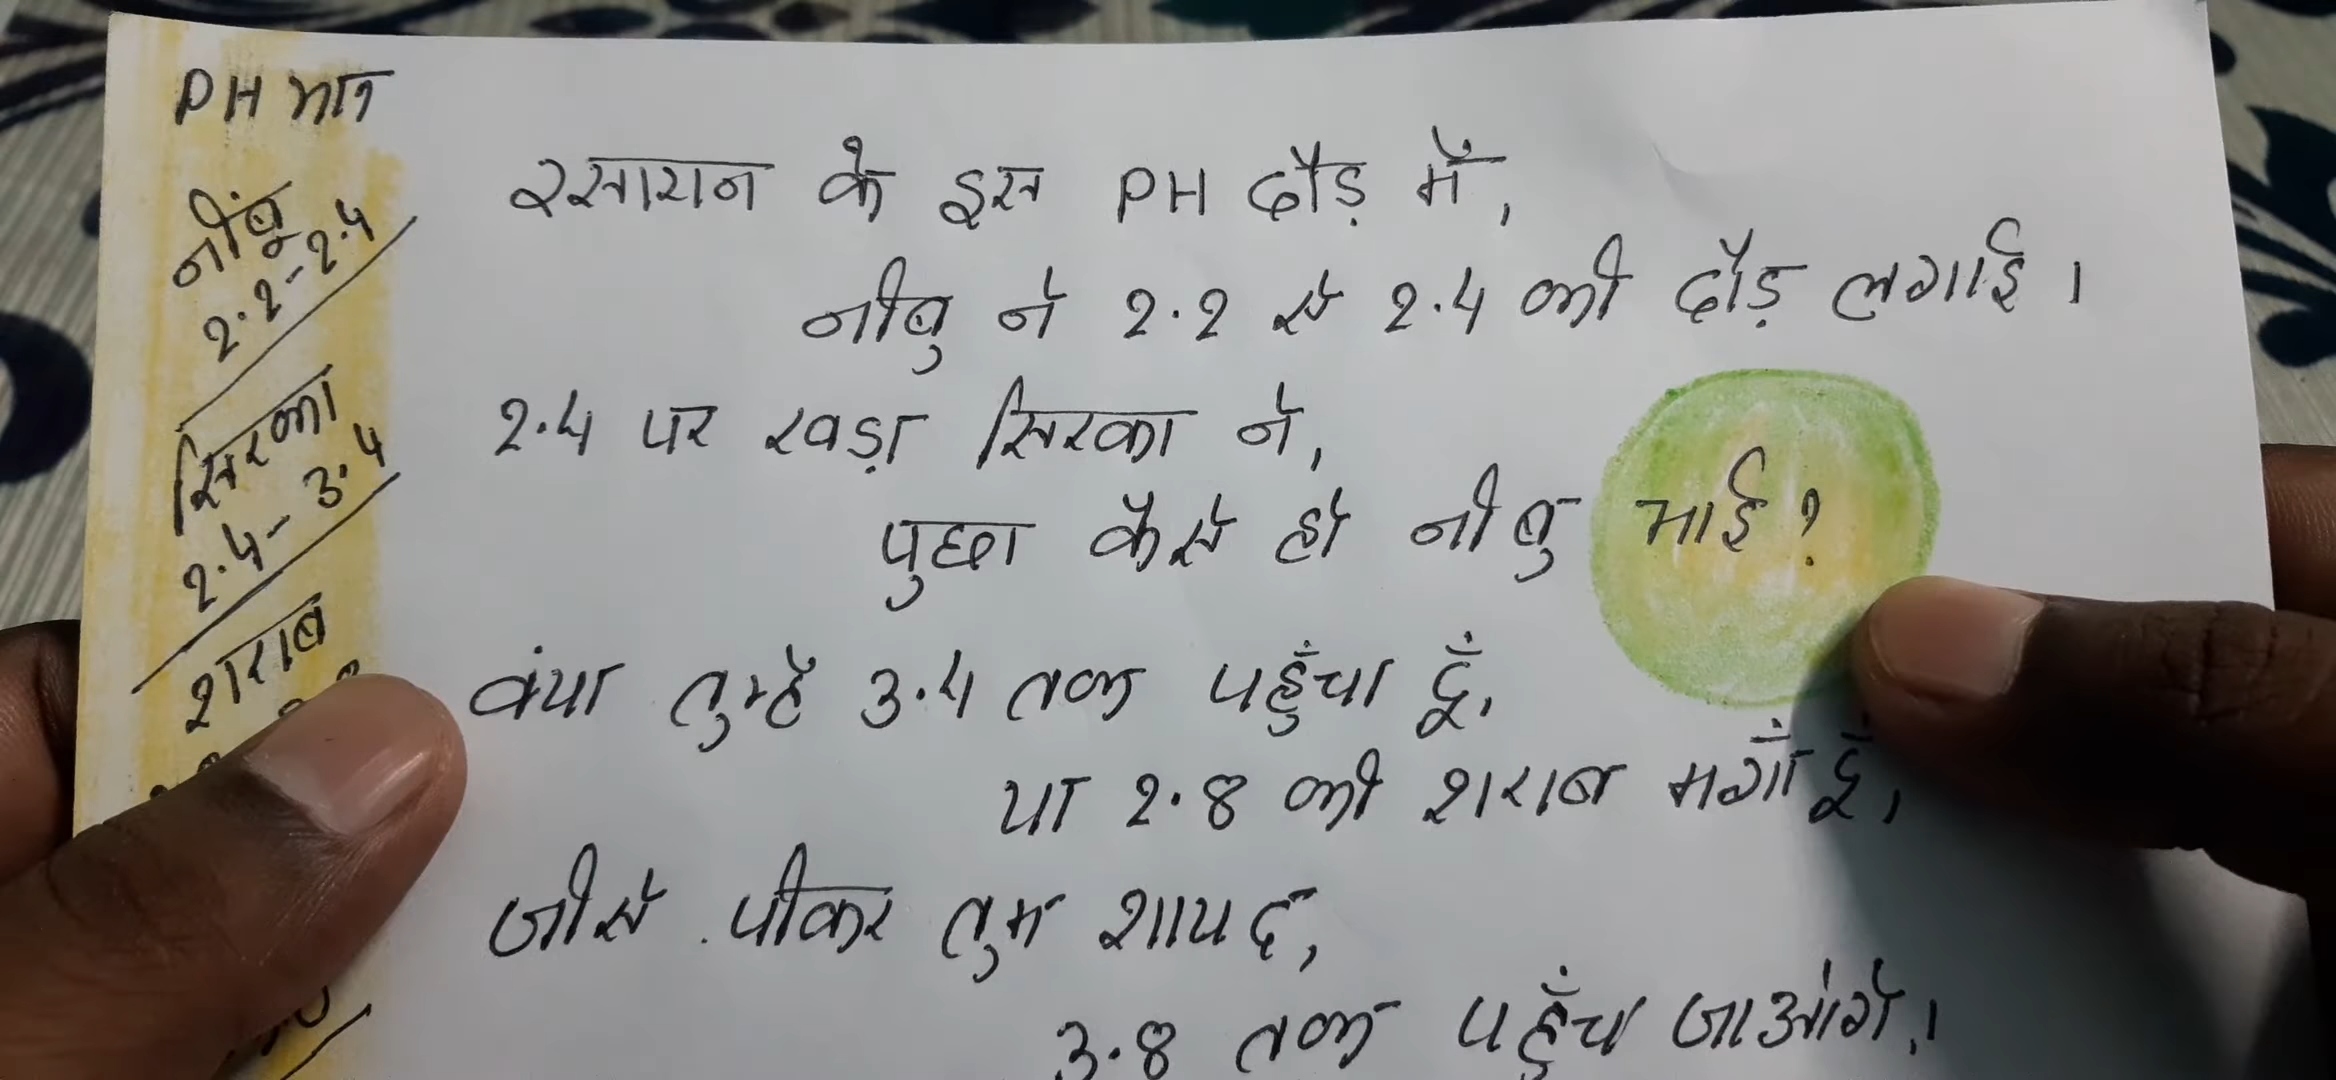 PH मान
नींबू
2.2-2.4
सिरका
2.4-3.4
शराब
रसायन के इस PH दौड़ में,
नीबु ने 2.2 से 2.4 की दौड़ लगाई।
2.4 पर खड़ा सिरका ने,
पुछा कैसे हो नीबु भाई?
क्या तुम्हें 3.4 तक पहुँचा दूँ,
या 2.8 की शराब मगाँ दूँ,
जीसे पीकर तुम शायद,
3.8 तक पहुँच जाओगे,।